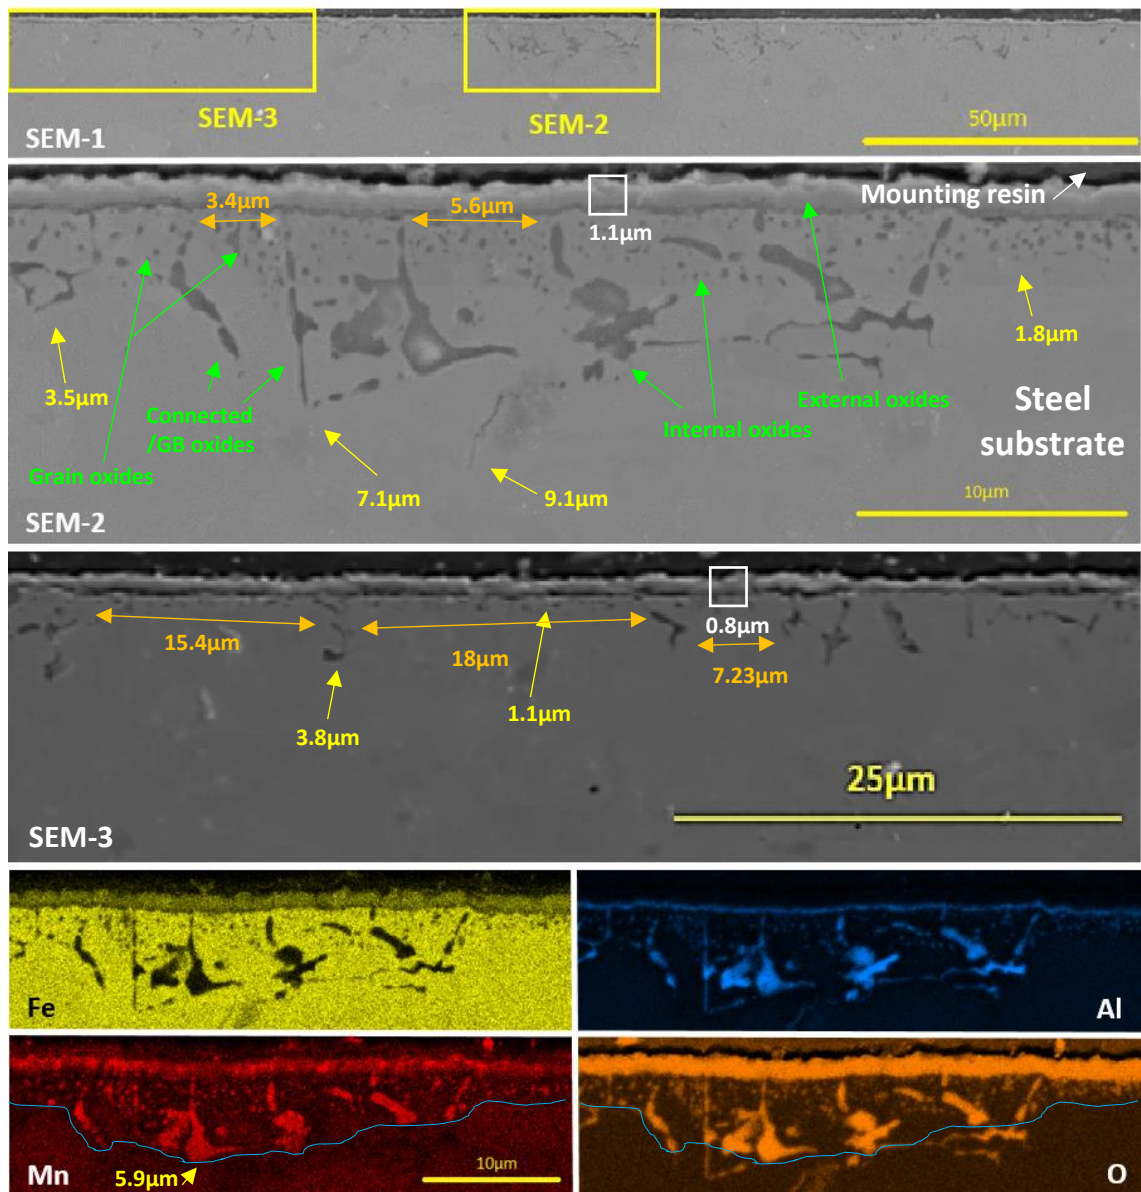 SEM-3
SEM-2
50µm
SEM-1
Mounting resin
3.4µm
5.6µm
1.1µm
1.8µm
3.5µm
Connected
/GB oxides
External oxides
Internal oxides
Steel
substrate
Grain oxides
7.1µm
9.1µm
10µm
SEM-2
15.4µm
18µm
0.8µm
7.23µm
1.1µm
3.8µm
25µm
SEM-3
Fe
Al
Mn
5.9µm
10µm
O